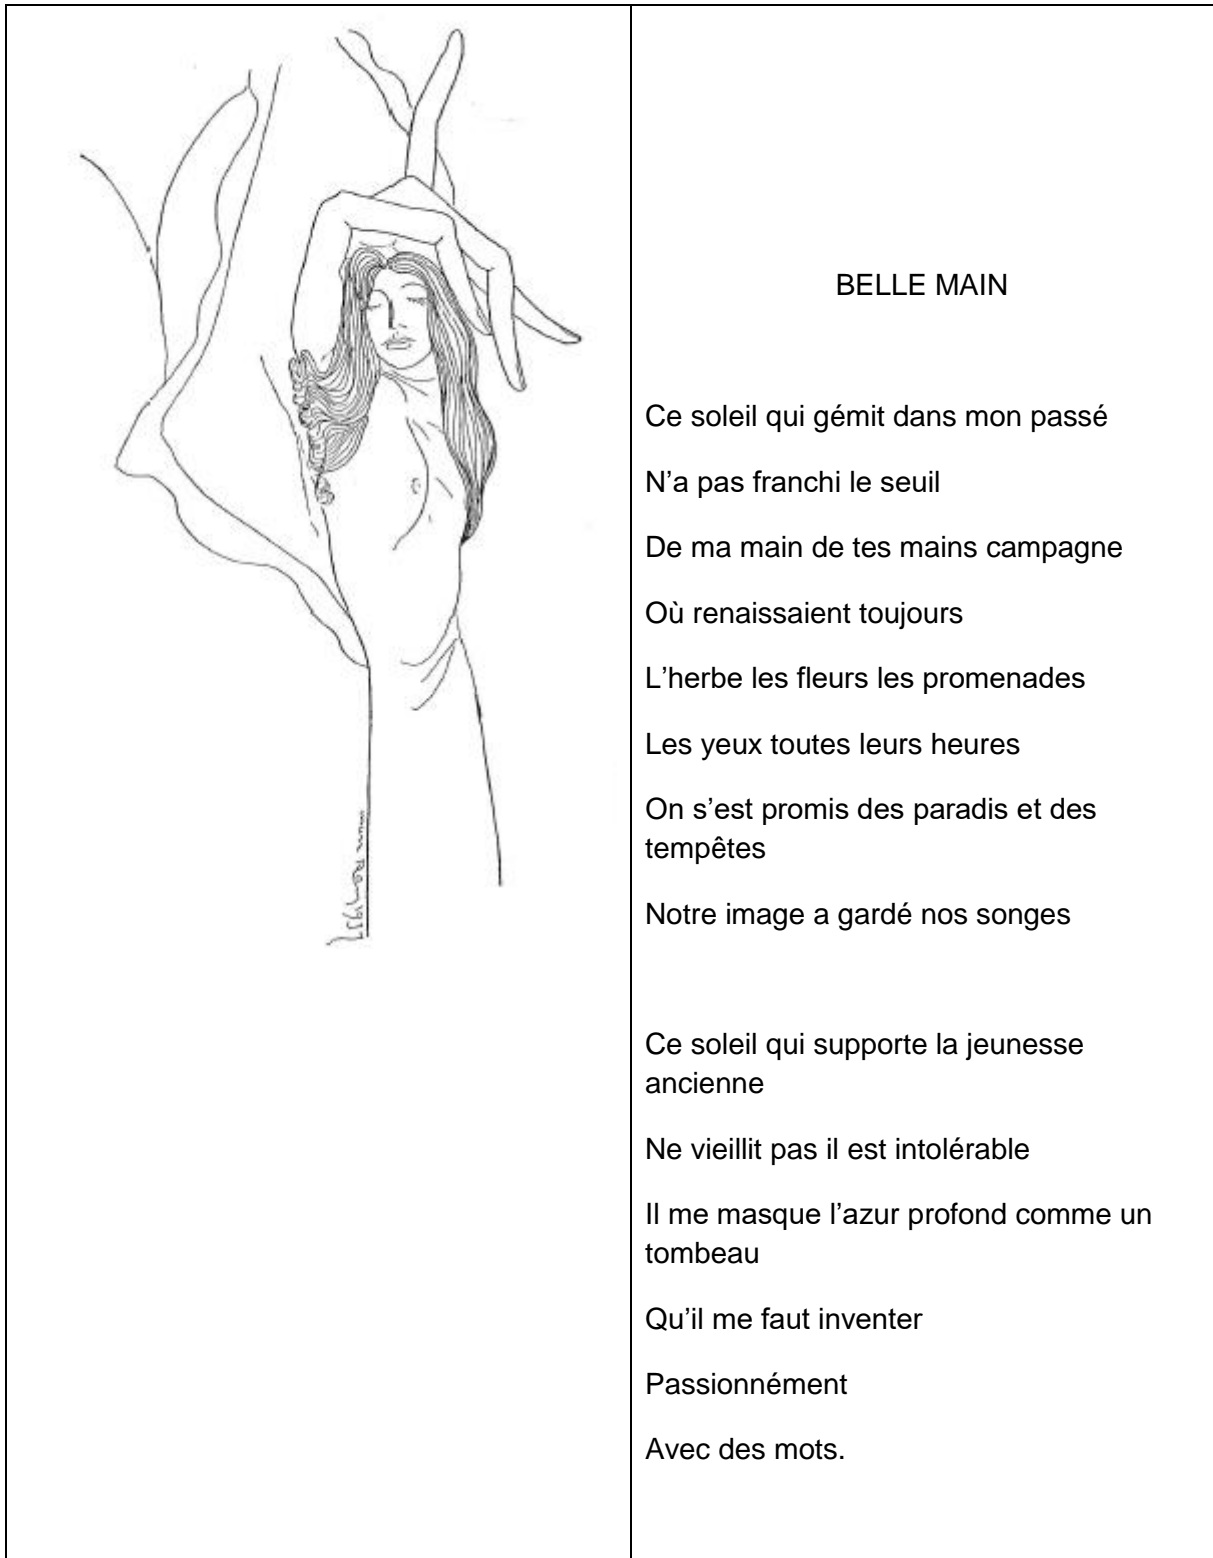 BELLE MAIN
Ce soleil qui gémit dans mon passé
N’a pas franchi le seuil
De ma main de tes mains campagne
Où renaissaient toujours
L’herbe les fleurs les promenades
Les yeux toutes leurs heures
On s’est promis des paradis et des
tempêtes
Notre image a gardé nos songes
Ce soleil qui supporte la jeunesse
ancienne
Ne vieillit pas il est intolérable
Il me masque l’azur profond comme un
tombeau
Qu’il me faut inventer
Passionnément
Avec des mots.
man Ray 1937